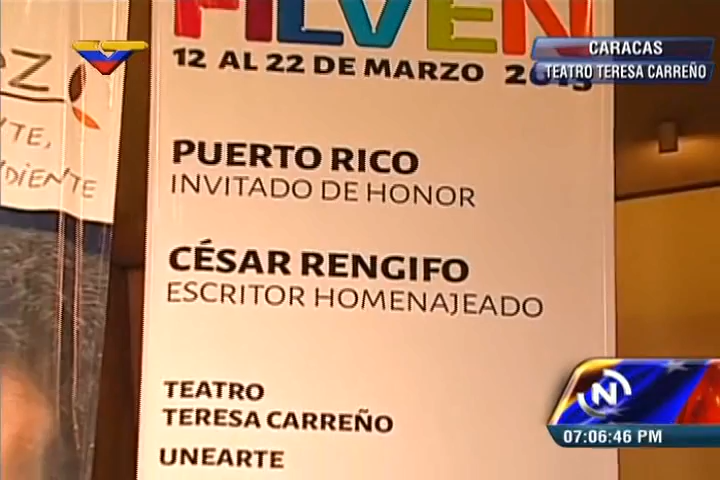 FILVEN
12 AL 22 DE MARZO 2015
CARACAS
TEATRO TERESA CARREÑO
PUERTO RICO
INVITADO DE HONOR
CÉSAR RENGIFO
ESCRITOR HOMENAJEADO
TEATRO
TERESA CARREÑO
UNEARTE
N
07:06:46 PM